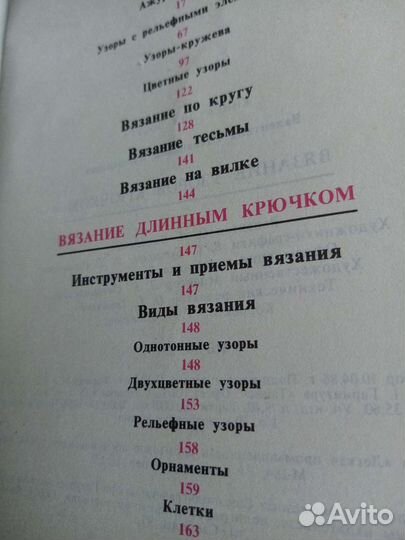 17
Узоры с рельефными
67
Узоры-кружева
97
Цветные узоры
122
Вязание по кругу
128
Вязание тесьмы
141
Вязание на вилке
144
ВЯЗАНИЕ ДЛИННЫМ КРЮЧКОМ
147
Инструменты и приемы вязания
147
Виды вязания
148
Однотонные узоры
148
Двухцветные узоры
153
Рельефные узоры
158
Орнаменты
159
Клетки
163
Avito